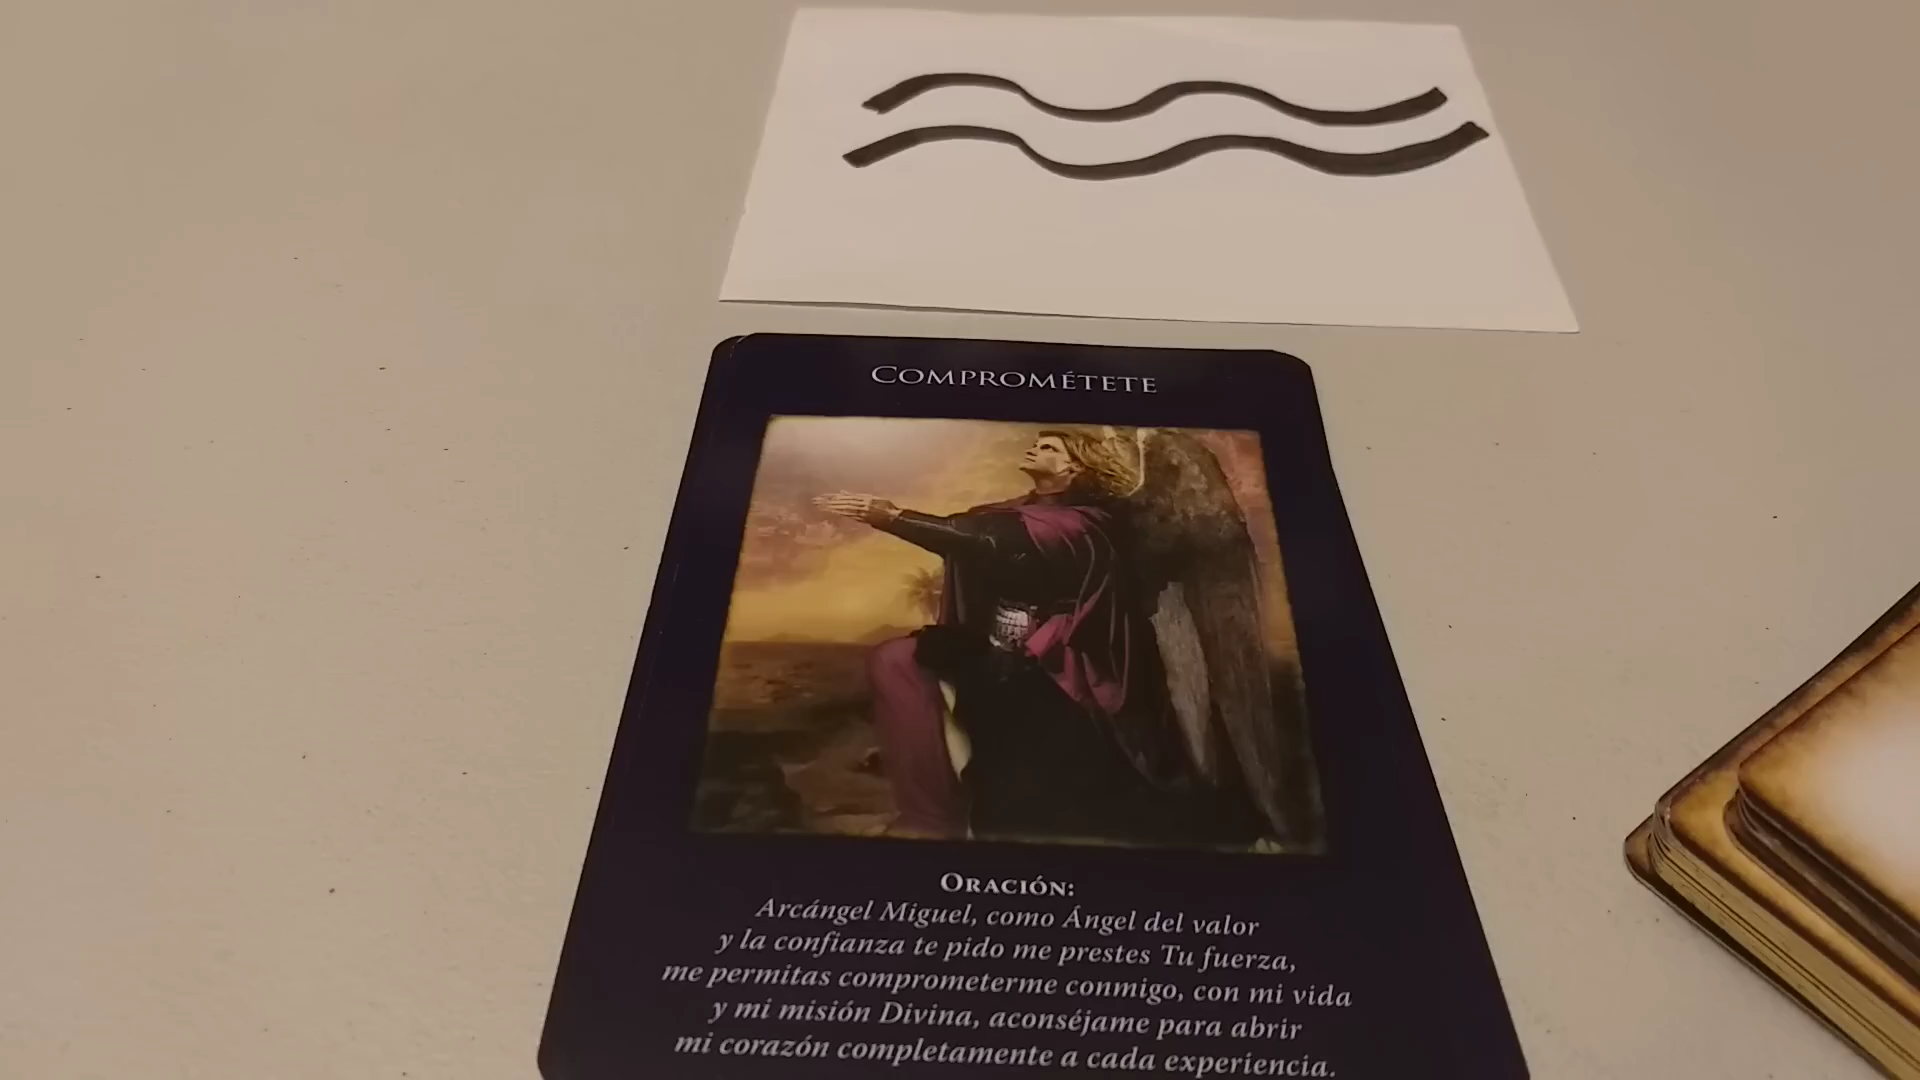 COMPROMÉTETE
ORACIÓN:
Arcángel Miguel, como Ángel del valor
y la confianza te pido me prestes Tu fuerza,
me permitas comprometerme conmigo, con mi vida
y mi misión Divina, aconséjame para abrir
mi corazón completamente a cada experiencia.